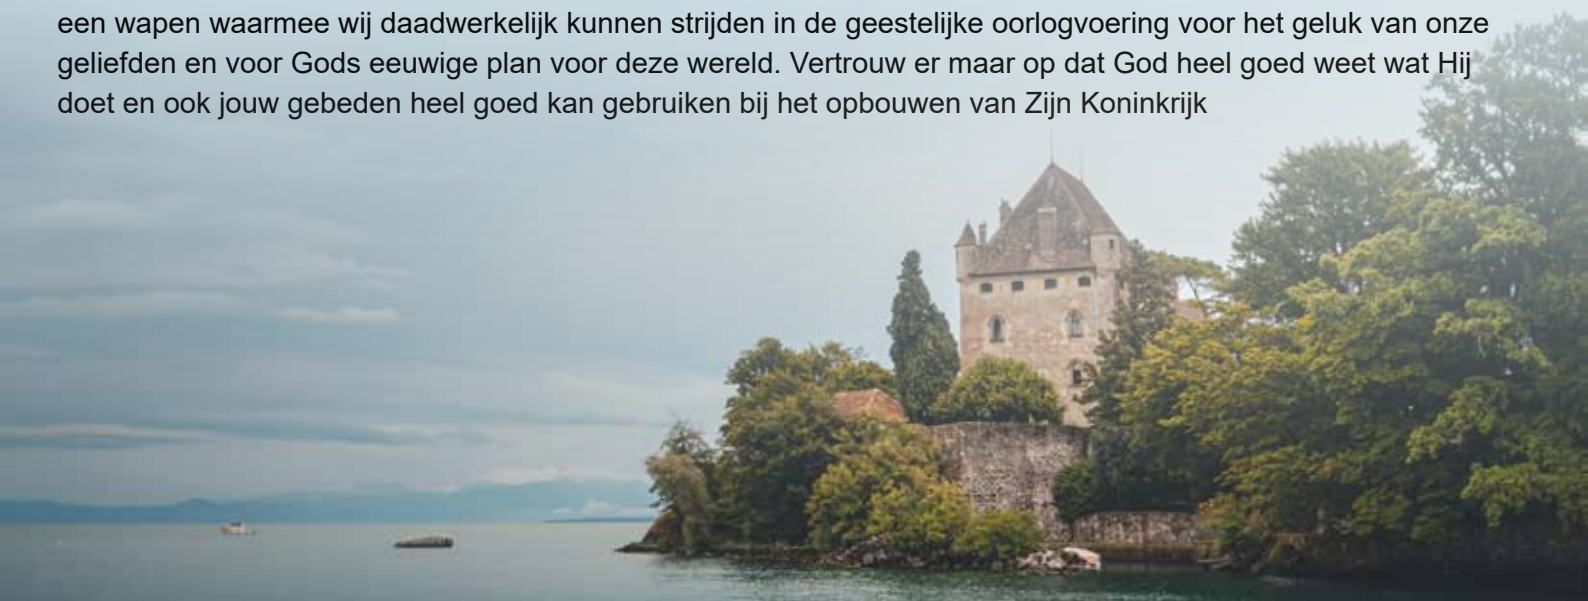 een wapen waarmee wij daadwerkelijk kunnen strijden in de geestelijke oorlogvoering voor het geluk van onze
geliefden en voor Gods eeuwige plan voor deze wereld. Vertrouw er maar op dat God heel goed weet wat Hij
doet en ook jouw gebeden heel goed kan gebruiken bij het opbouwen van Zijn Koninkrijk